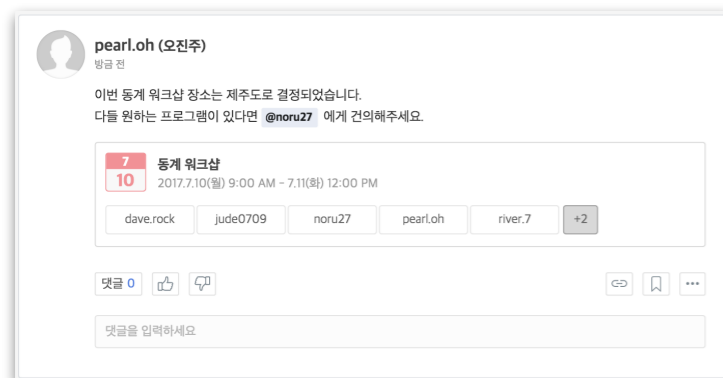 pearl.oh (오진주)
방금 전
이번 동계 워크샵 장소는 제주도로 결정되었습니다.
다들 원하는 프로그램이 있다면 @noru27 에게 건의해주세요.
7
10
동계 워크샵
2017.7.10(월) 9:00 AM - 7.11(화) 12:00 PM
dave.rock jude0709 noru27 pearl.oh river.7 +2
댓글 0
댓글을 입력하세요